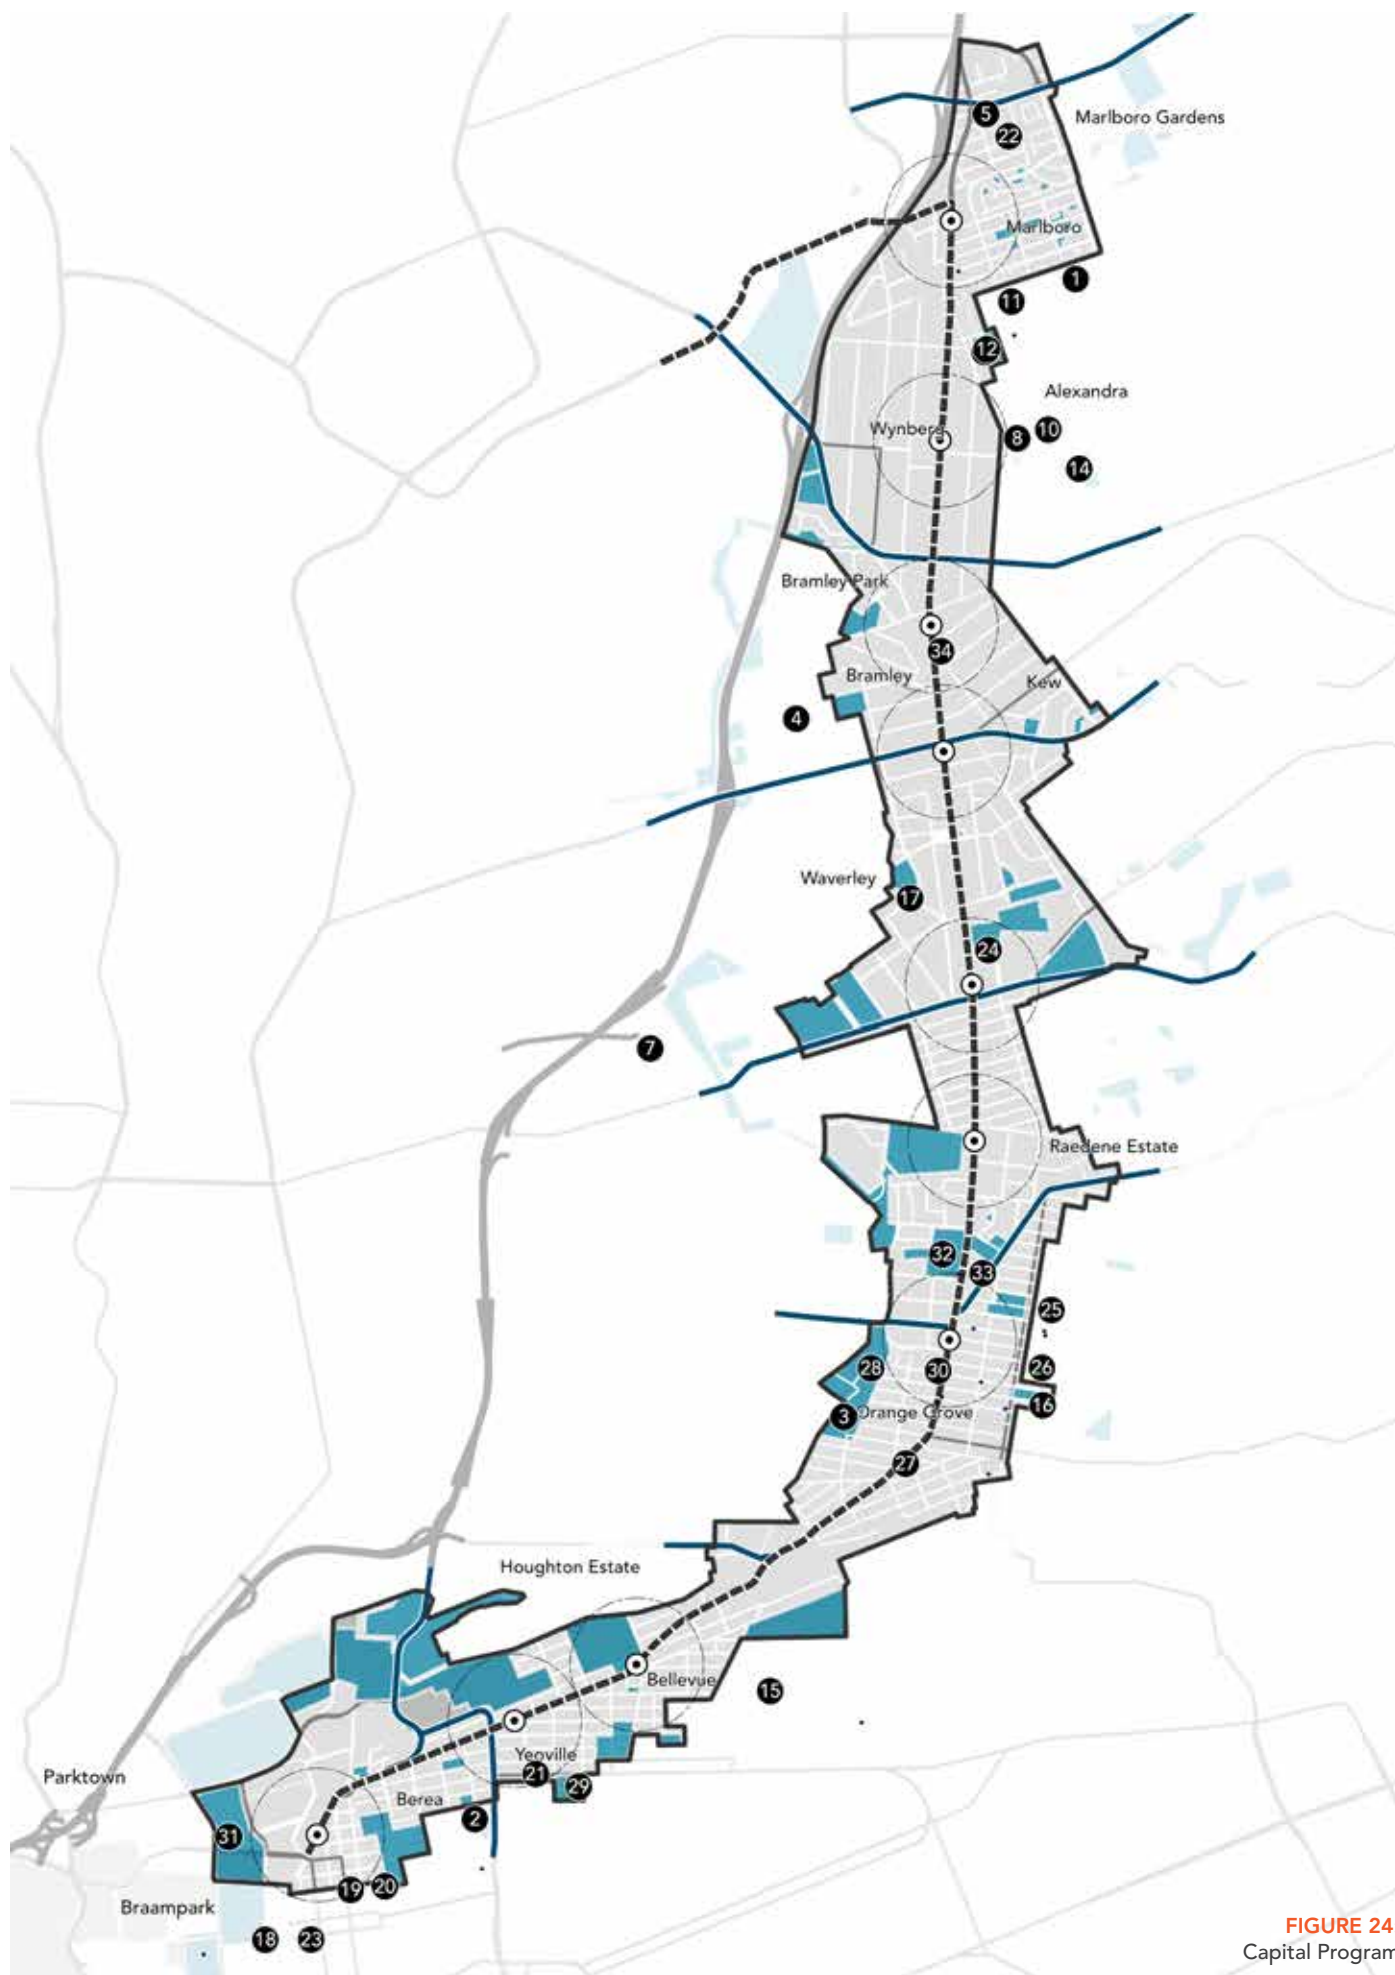 5
Marlboro Gardens
22
Marlboro
1
11
12
Alexandra
Wynberg
8
10
14
Bramley Park
34
Bramley
Kew
4
Waverley
17
24
7
Raedene Estate
32
33
25
28
30
26
16
3
Orange Grove
27
Houghton Estate
Bellevue
15
Yeoville
21
29
Parktown
Berea
2
31
19
20
Braampark
18
23
FIGURE 24
Capital Program